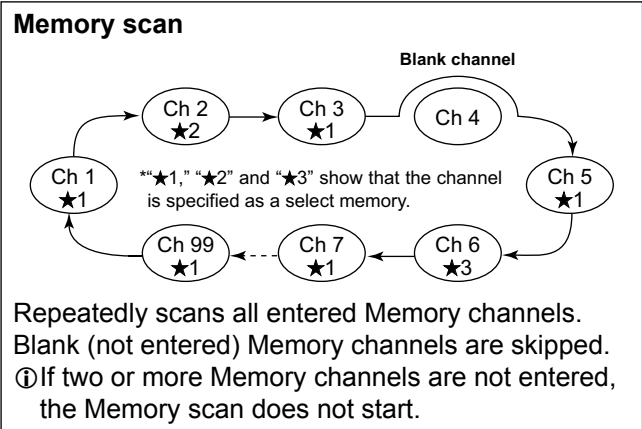 Memory scan
Blank channel
Ch 2
★2
Ch 3
★1
Ch 4
Ch 1
★1
*“★1,” “★2” and “★3” show that the channel
is specified as a select memory.
Ch 5
★1
Ch 99
★1
Ch 7
★1
Ch 6
★3
Repeatedly scans all entered Memory channels.
Blank (not entered) Memory channels are skipped.
ⓘIf two or more Memory channels are not entered,
the Memory scan does not start.